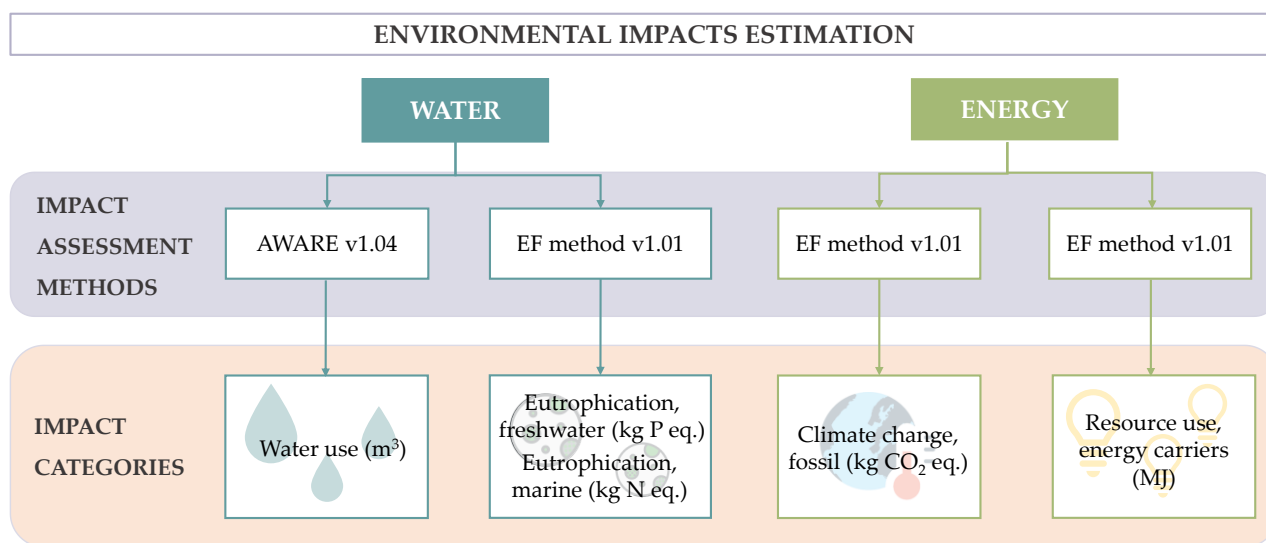 ENVIRONMENTAL IMPACTS ESTIMATION
WATER
ENERGY
IMPACT
ASSESSMENT
METHODS
AWARE v1.04
EF method v1.01
EF method v1.01
EF method v1.01
IMPACT
CATEGORIES
Water use (m³)
Eutrophication,
freshwater (kg P eq.)
Eutrophication,
marine (kg N eq.)
Climate change,
fossil (kg CO₂ eq.)
Resource use,
energy carriers
(MJ)